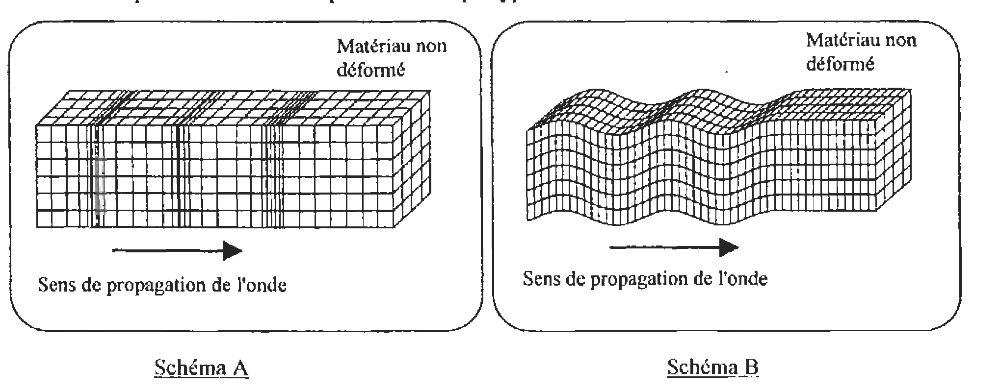 Matériau non
déformé
Sens de propagation de l'onde
Schéma A
Matériau non
déformé
Sens de propagation de l'onde
Schéma B